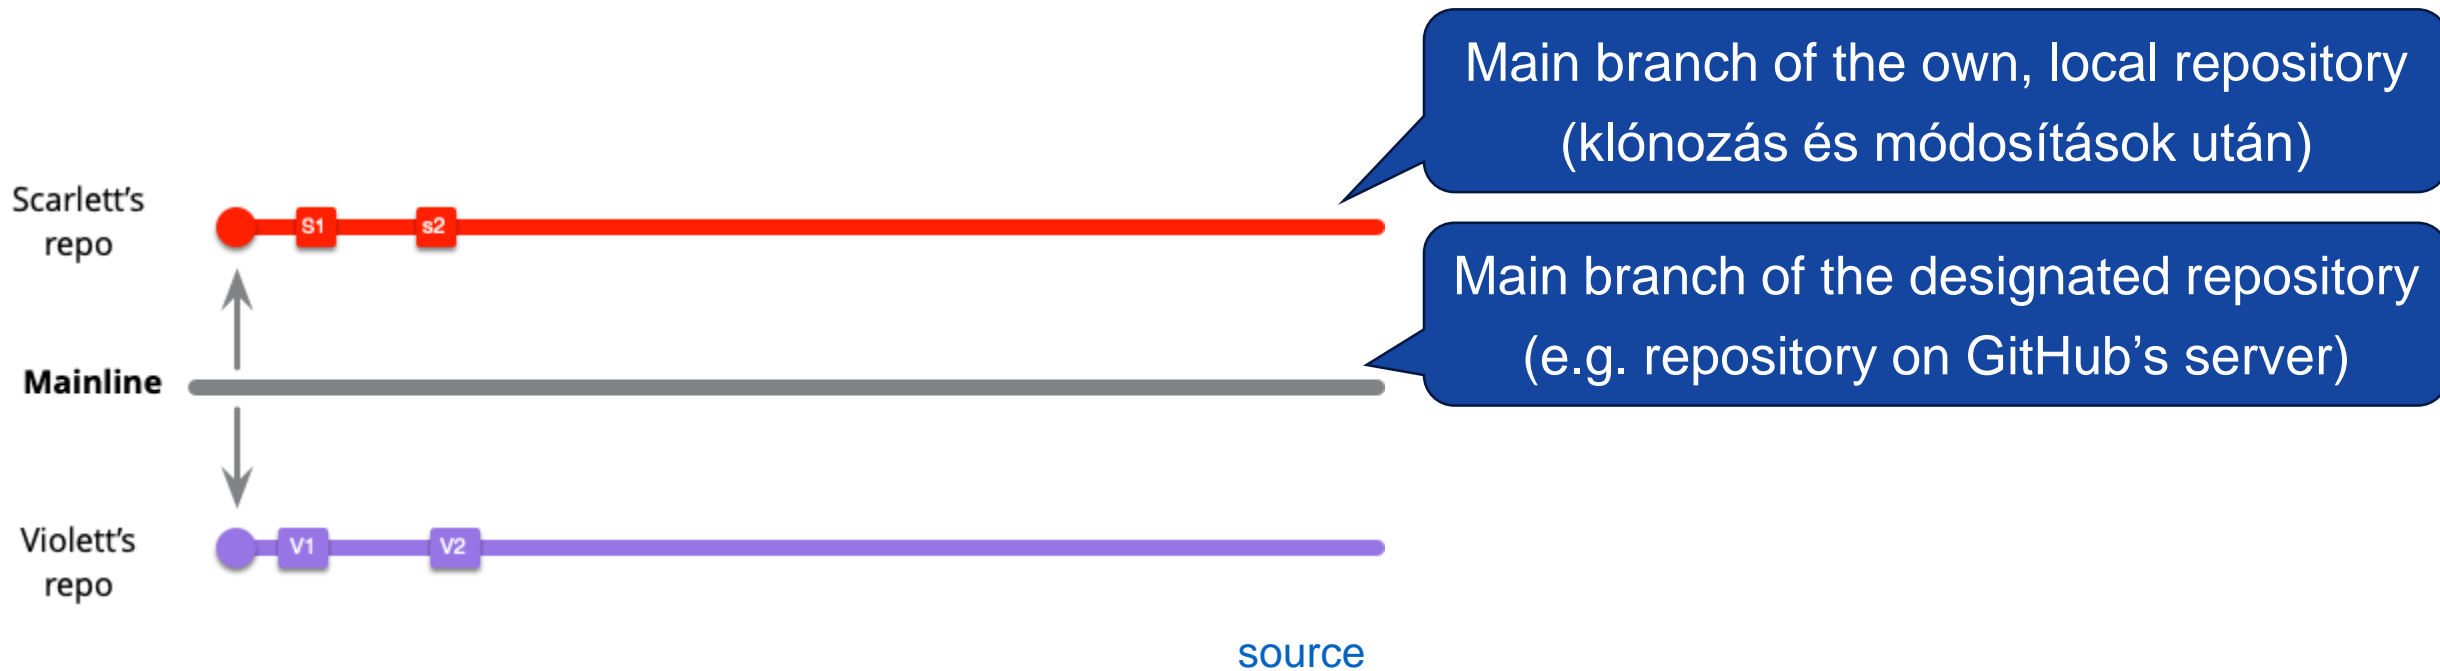 Main branch of the own, local repository
(klónozás és módosítások után)
Scarlett's
repo
S1
s2
Main branch of the designated repository
(e.g. repository on GitHub’s server)
Mainline
Violett's
repo
V1
V2
source